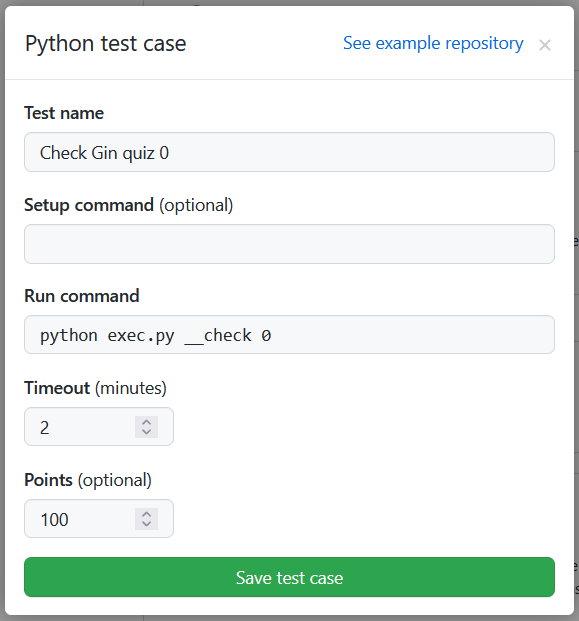 Python test case
See example repository ×
Test name
Check Gin quiz 0
Setup command (optional)
Run command
python exec.py __check 0
Timeout (minutes)
2
Points (optional)
100
Save test case